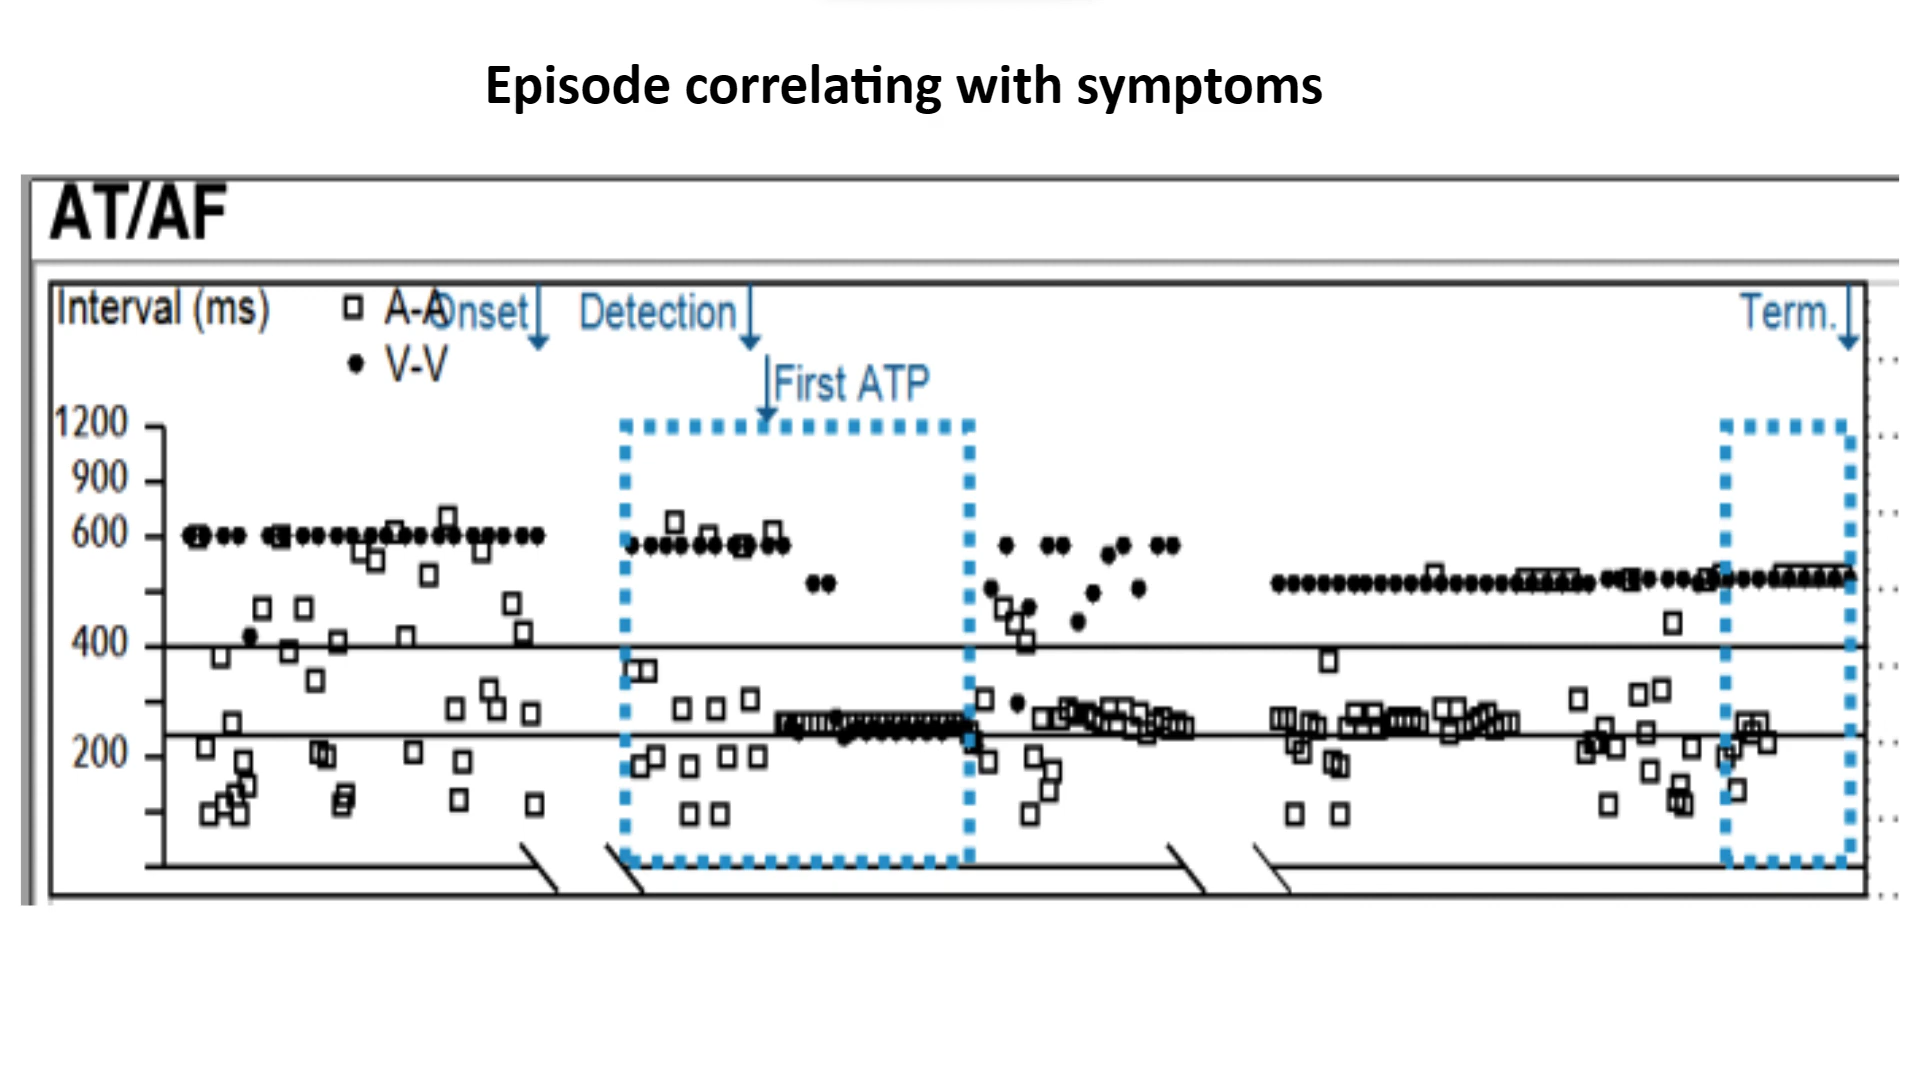 Episode correlating with symptoms
AT/AF
Interval (ms)
A-A
V-V
Onset
Detection
First ATP
Term.
1200
900
600
400
200